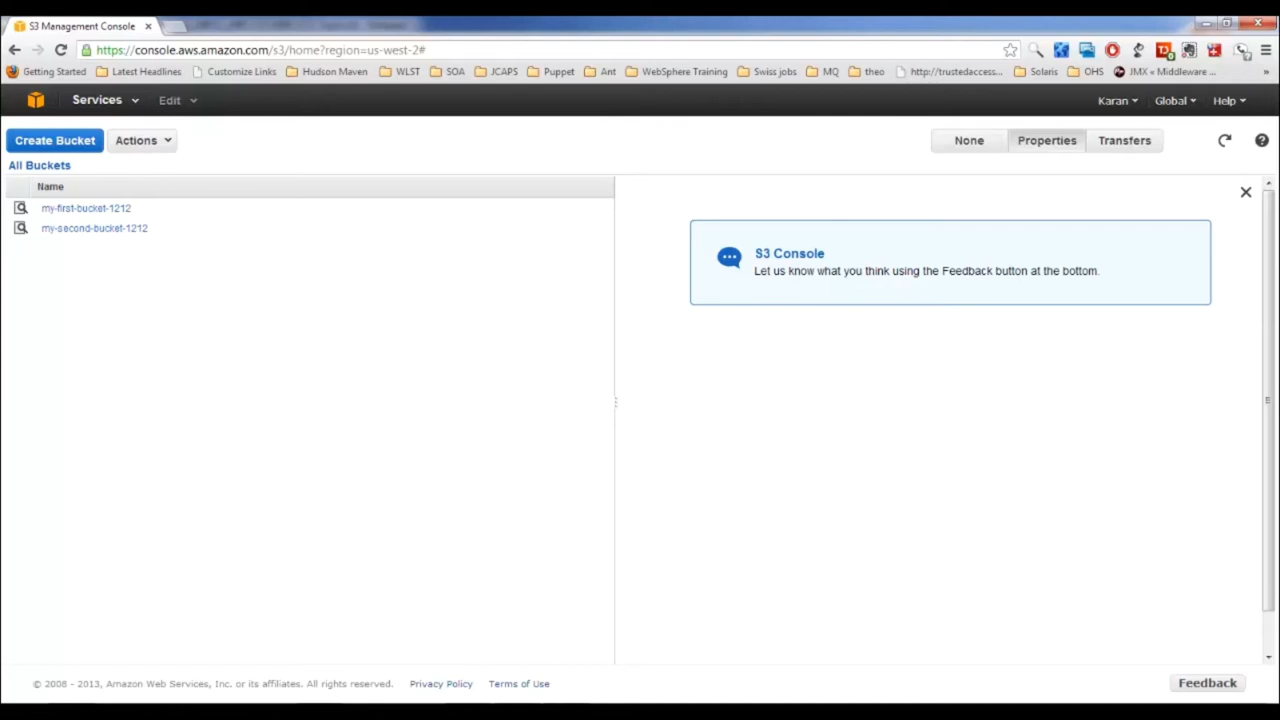 S3 Management Console
https://console.aws.amazon.com/s3/home?region=us-west-2#
Getting Started Latest Headlines Customize Links Hudson Maven WLST SOA JCAPS Puppet Ant WebSphere Training Swiss jobs MQ theo http://trustedaccess... Solaris OHS JMX « Middleware ... »
Services Edit Karan Global Help
Create Bucket Actions None Properties Transfers
All Buckets
Name
my-first-bucket-1212
my-second-bucket-1212
S3 Console
Let us know what you think using the Feedback button at the bottom.
© 2008 - 2013, Amazon Web Services, Inc. or its affiliates. All rights reserved. Privacy Policy Terms of Use Feedback